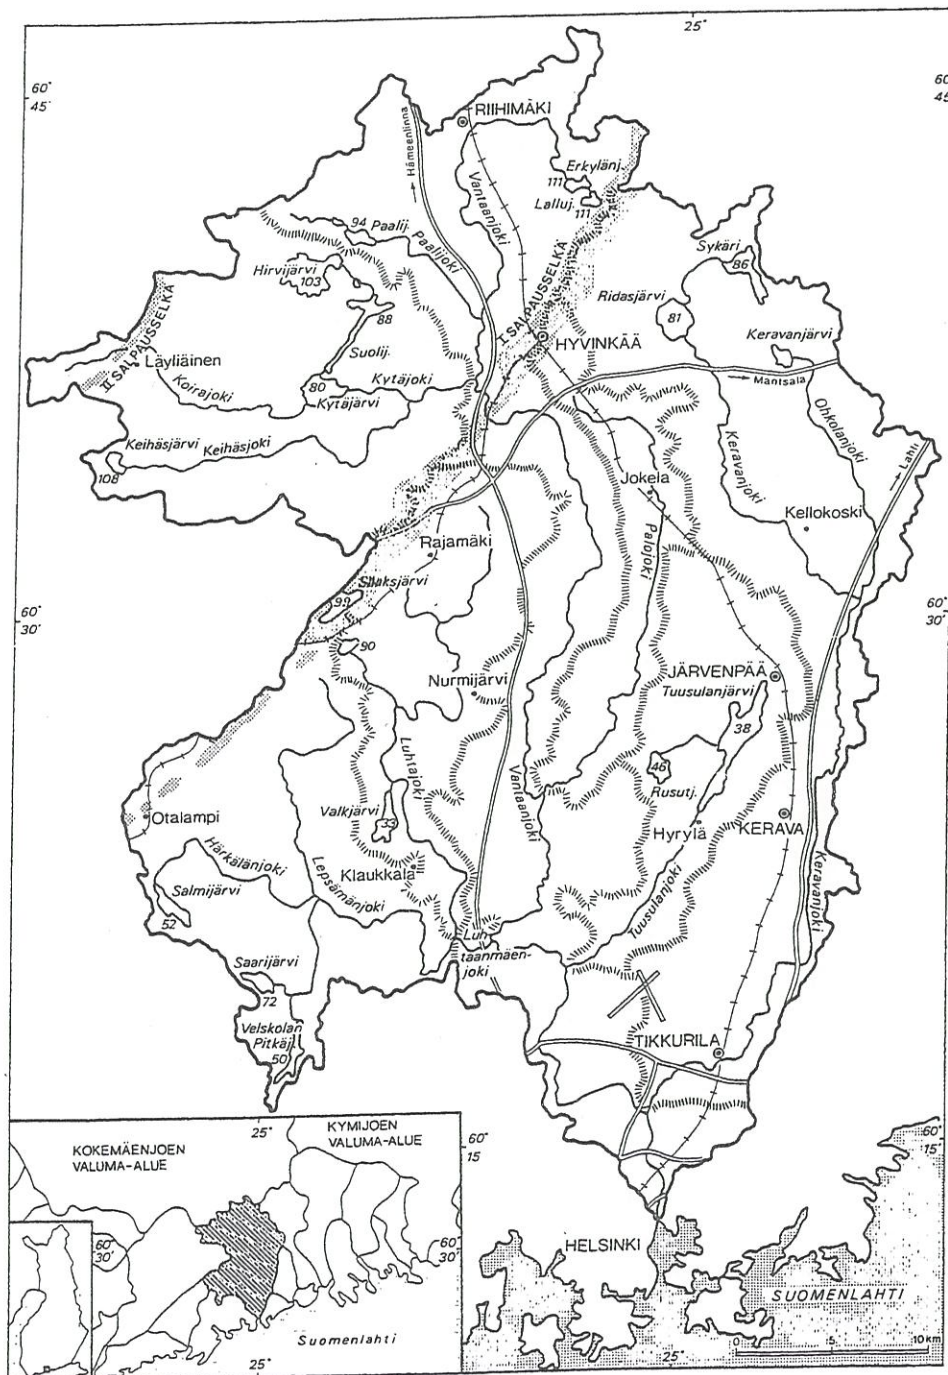 25°
60°
45
60°
45
RIIHIMÄKI
Hämeenlinna
Vantaanjoki
Erkylänj.
111
Lalluj.
111
94
Paalij.
Paalijoki
Sykäri
86
Hirvijärvi
103
88
I SALPAUSSELKÄ
Ridasjärvi
81
HYVINKÄÄ
Keravanjärvi
II SALPAUSSELKÄ
Läyliäinen
Suolij.
Koirajoki
80
Kytäjoki
Kytäjärvi
Mäntsälä
Ohkolanjoki
Keihäsjärvi
Keihäsjoki
108
Keravanjoki
Lahti
Jokela
Kellokoski
Palojoki
Rajamäki
Sääksjärvi
99
60°
30
60°
30
90
Nurmijärvi
JÄRVENPÄÄ
Tuusulanjärvi
38
Luhtajoki
Vantaanjoki
46
Rusutj.
Valkjärvi
33
Otalampi
Hyrylä
KERAVA
Härkälänjoki
Lepsämänjoki
Klaukkala
Keravanjoki
Salmijärvi
52
Tuusulanjoki
Luh-
taanmäen-
joki
Saarijärvi
72
Velskolan
Pitkäj.
50
TIKKURILA
25°
KYMIJOEN
VALUMA-ALUE
60°
15
KOKEMÄENJOEN
VALUMA-ALUE
60°
15
60°
30
60°
30
HELSINKI
SUOMENLAHTI
Suomenlahti
25°
25°
0 5 10 km